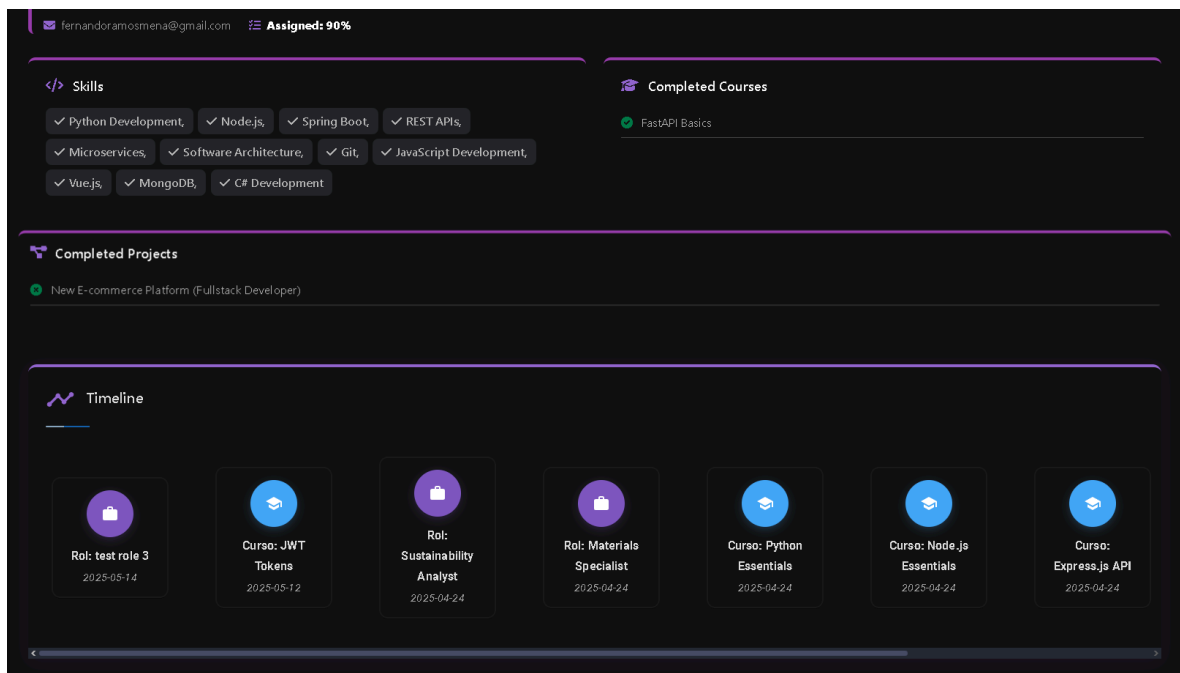 fernandoramosmena@gmail.com Assigned: 90%
</> Skills
Python Development, Node.js, Spring Boot, REST APIs,
Microservices, Software Architecture, Git, JavaScript Development,
Vue.js, MongoDB, C# Development
Completed Courses
FastAPI Basics
Completed Projects
New E-commerce Platform (Fullstack Developer)
Timeline
Rol: test role 3
2025-05-14
Curso: JWT
Tokens
2025-05-12
Rol:
Sustainability
Analyst
2025-04-24
Rol: Materials
Specialist
2025-04-24
Curso: Python
Essentials
2025-04-24
Curso: Node.js
Essentials
2025-04-24
Curso:
Express.js API
2025-04-24